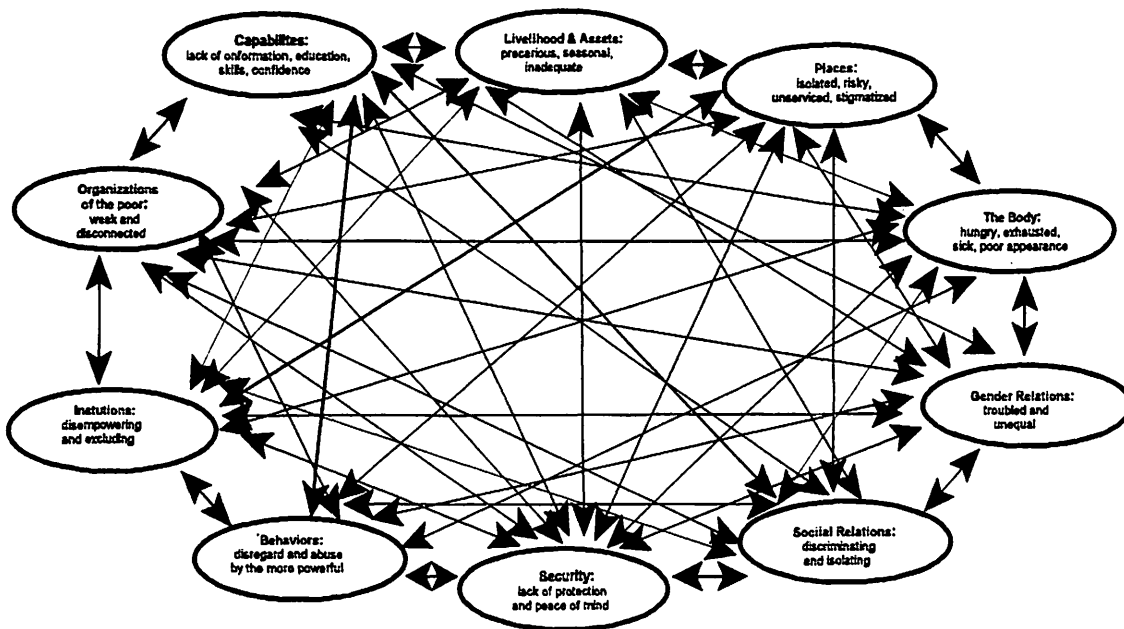 Capabilites:
lack of onformation, education,
skills, confidence
Livelihood & Assets:
precarious, seasonal,
inadequate
Places:
isolated, risky,
unserviced, stigmatized
Organizations
of the poor:
weak and
disconnected
The Body:
hungry, exhausted,
sick, poor appearance
Instutions:
disempowering
and excluding
Gender Relations:
troubled and
unequal
'Behaviors:
disregard and abuse
by the more powerful
Security:
lack of protection
and peace of mind
Sociial Relations:
discriminating
and isolating